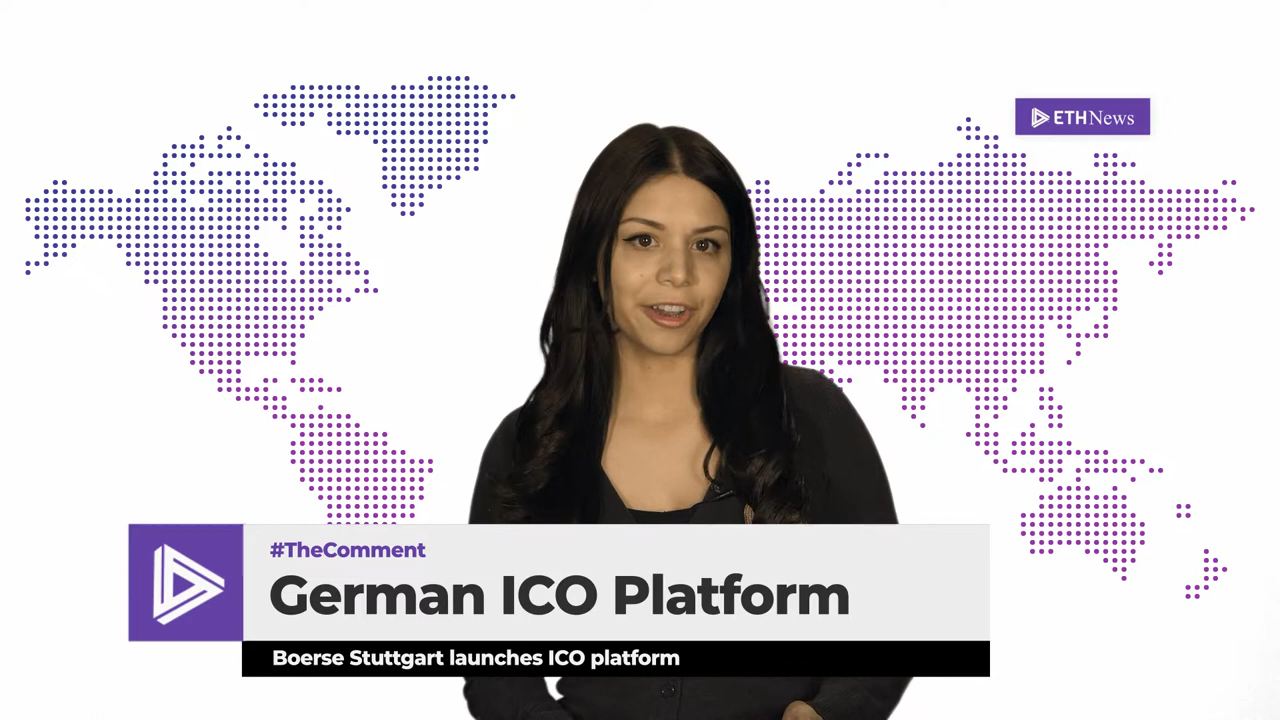 ETHNews
#TheComment
German ICO Platform
Boerse Stuttgart launches ICO platform